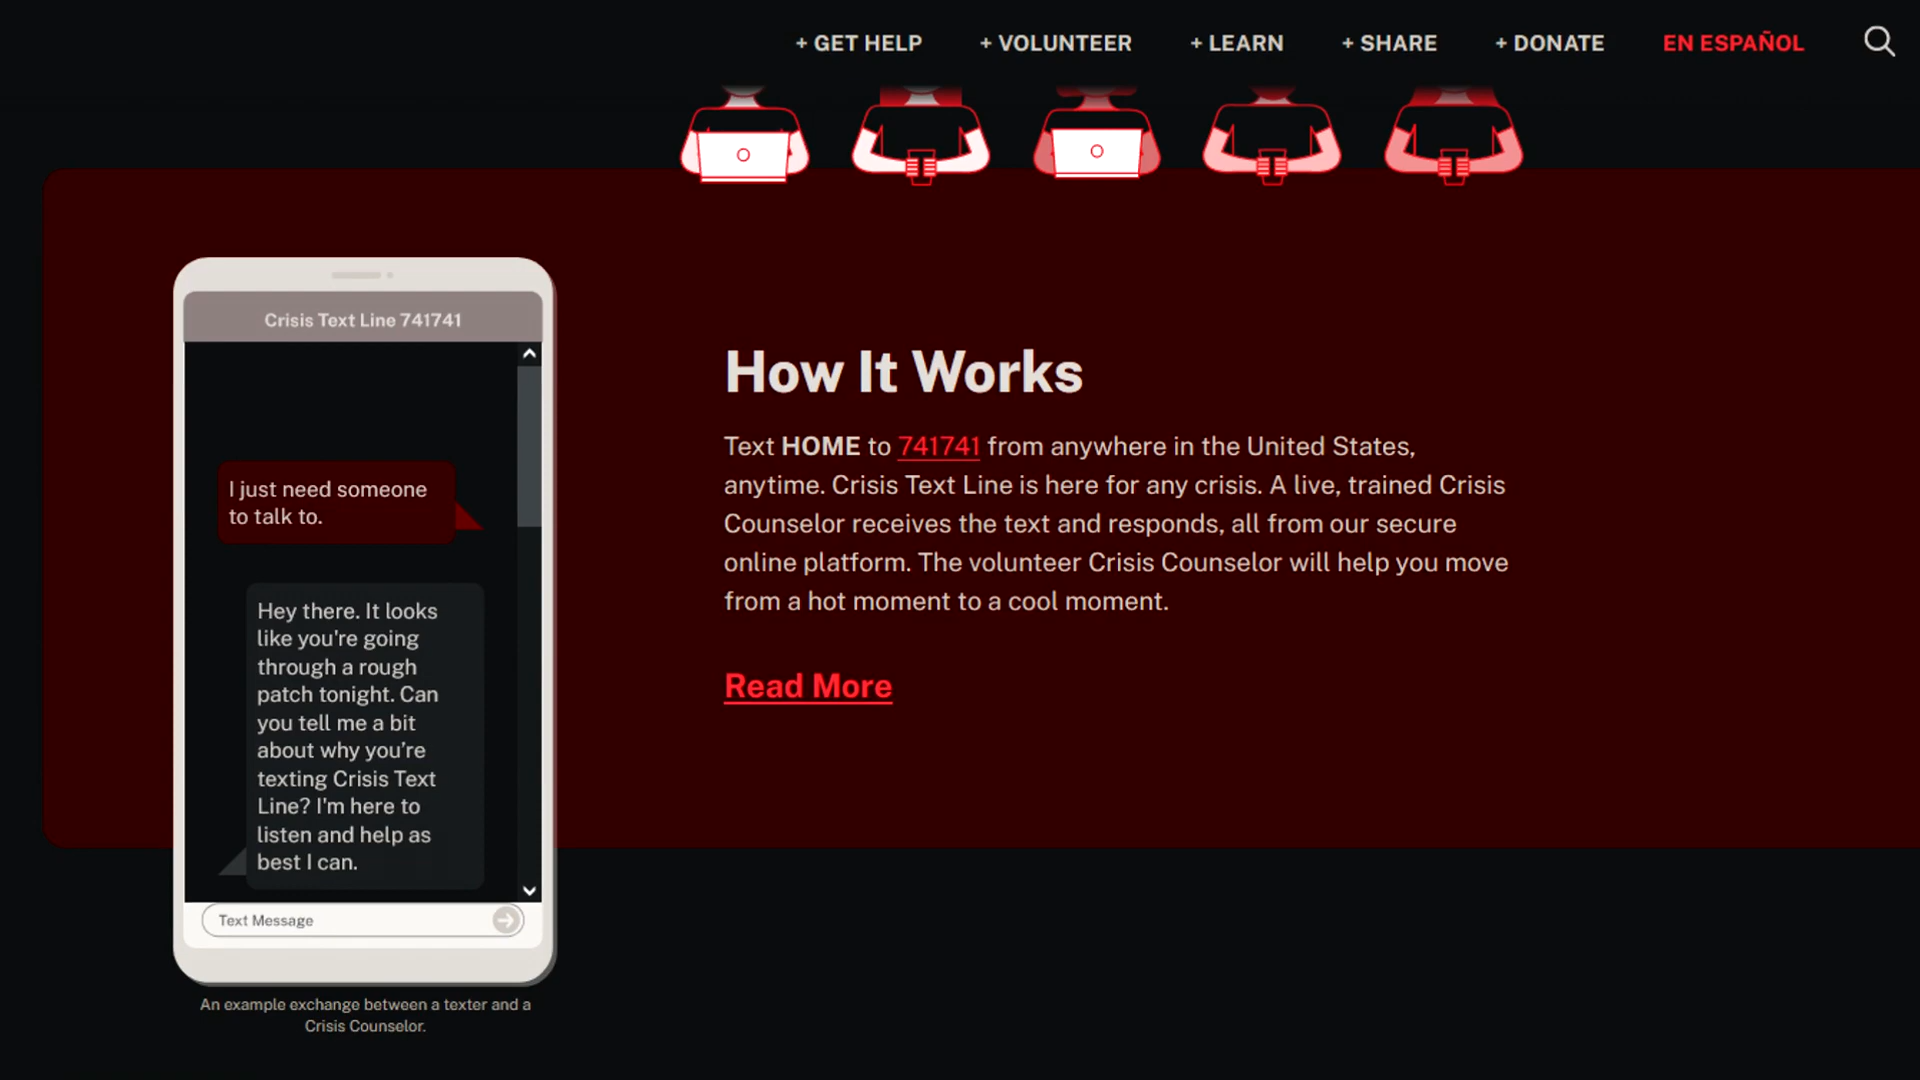 + GET HELP + VOLUNTEER + LEARN + SHARE + DONATE EN ESPAÑOL
Crisis Text Line 741741
I just need someone
to talk to.
Hey there. It looks
like you're going
through a rough
patch tonight. Can
you tell me a bit
about why you’re
texting Crisis Text
Line? I'm here to
listen and help as
best I can.
Text Message
An example exchange between a texter and a
Crisis Counselor.
How It Works
Text HOME to 741741 from anywhere in the United States,
anytime. Crisis Text Line is here for any crisis. A live, trained Crisis
Counselor receives the text and responds, all from our secure
online platform. The volunteer Crisis Counselor will help you move
from a hot moment to a cool moment.
Read More